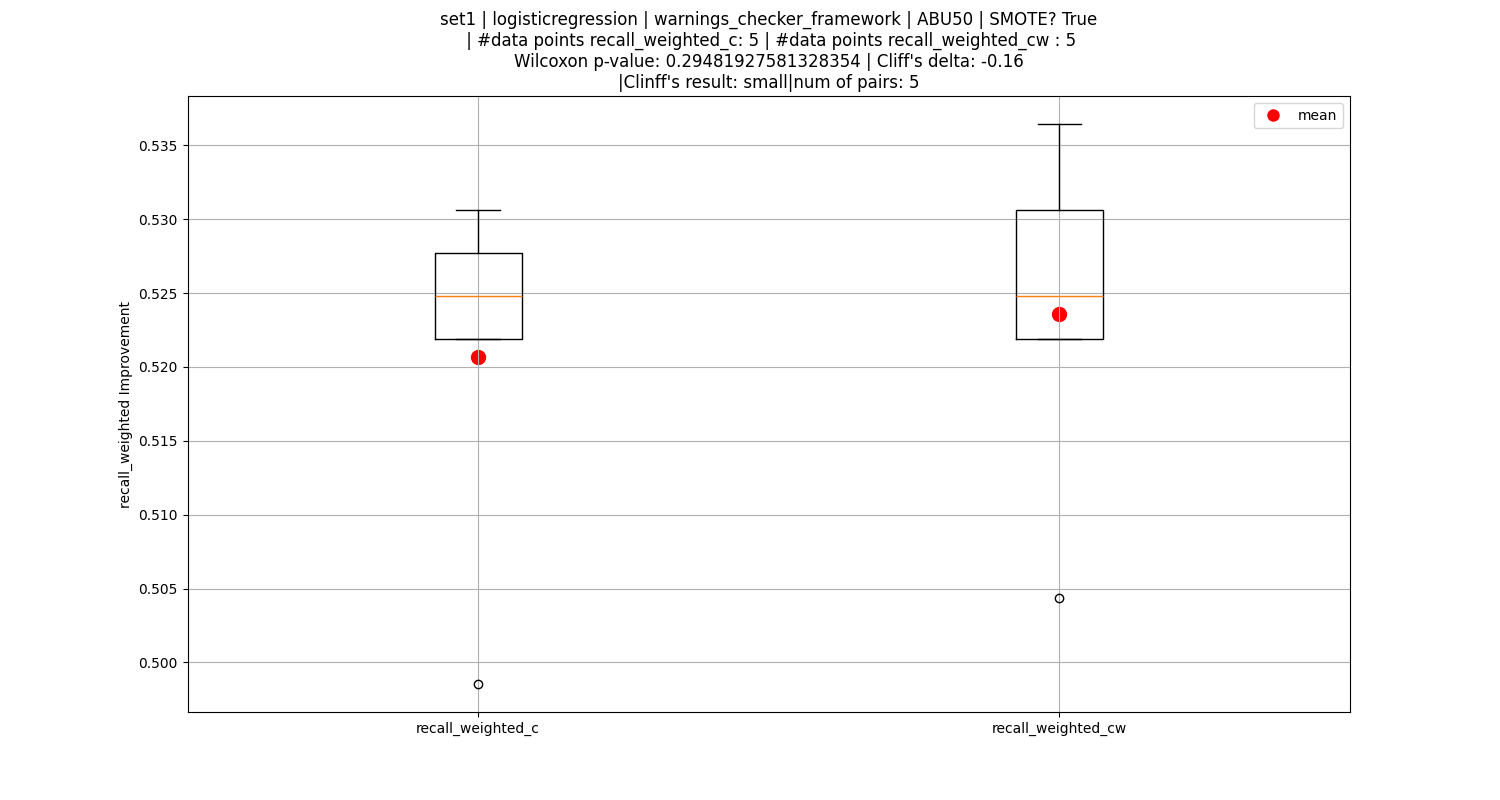 set1 | logisticregression | warnings_checker_framework | ABU50 | SMOTE? True
| #data points recall_weighted_c: 5 | #data points recall_weighted_cw : 5
Wilcoxon p-value: 0.29481927581328354 | Cliff's delta: -0.16
|Clinff's result: small|num of pairs: 5
mean
0.535
0.530
0.525
0.520
0.515
0.510
0.505
0.500
recall_weighted Improvement
recall_weighted_c
recall_weighted_cw